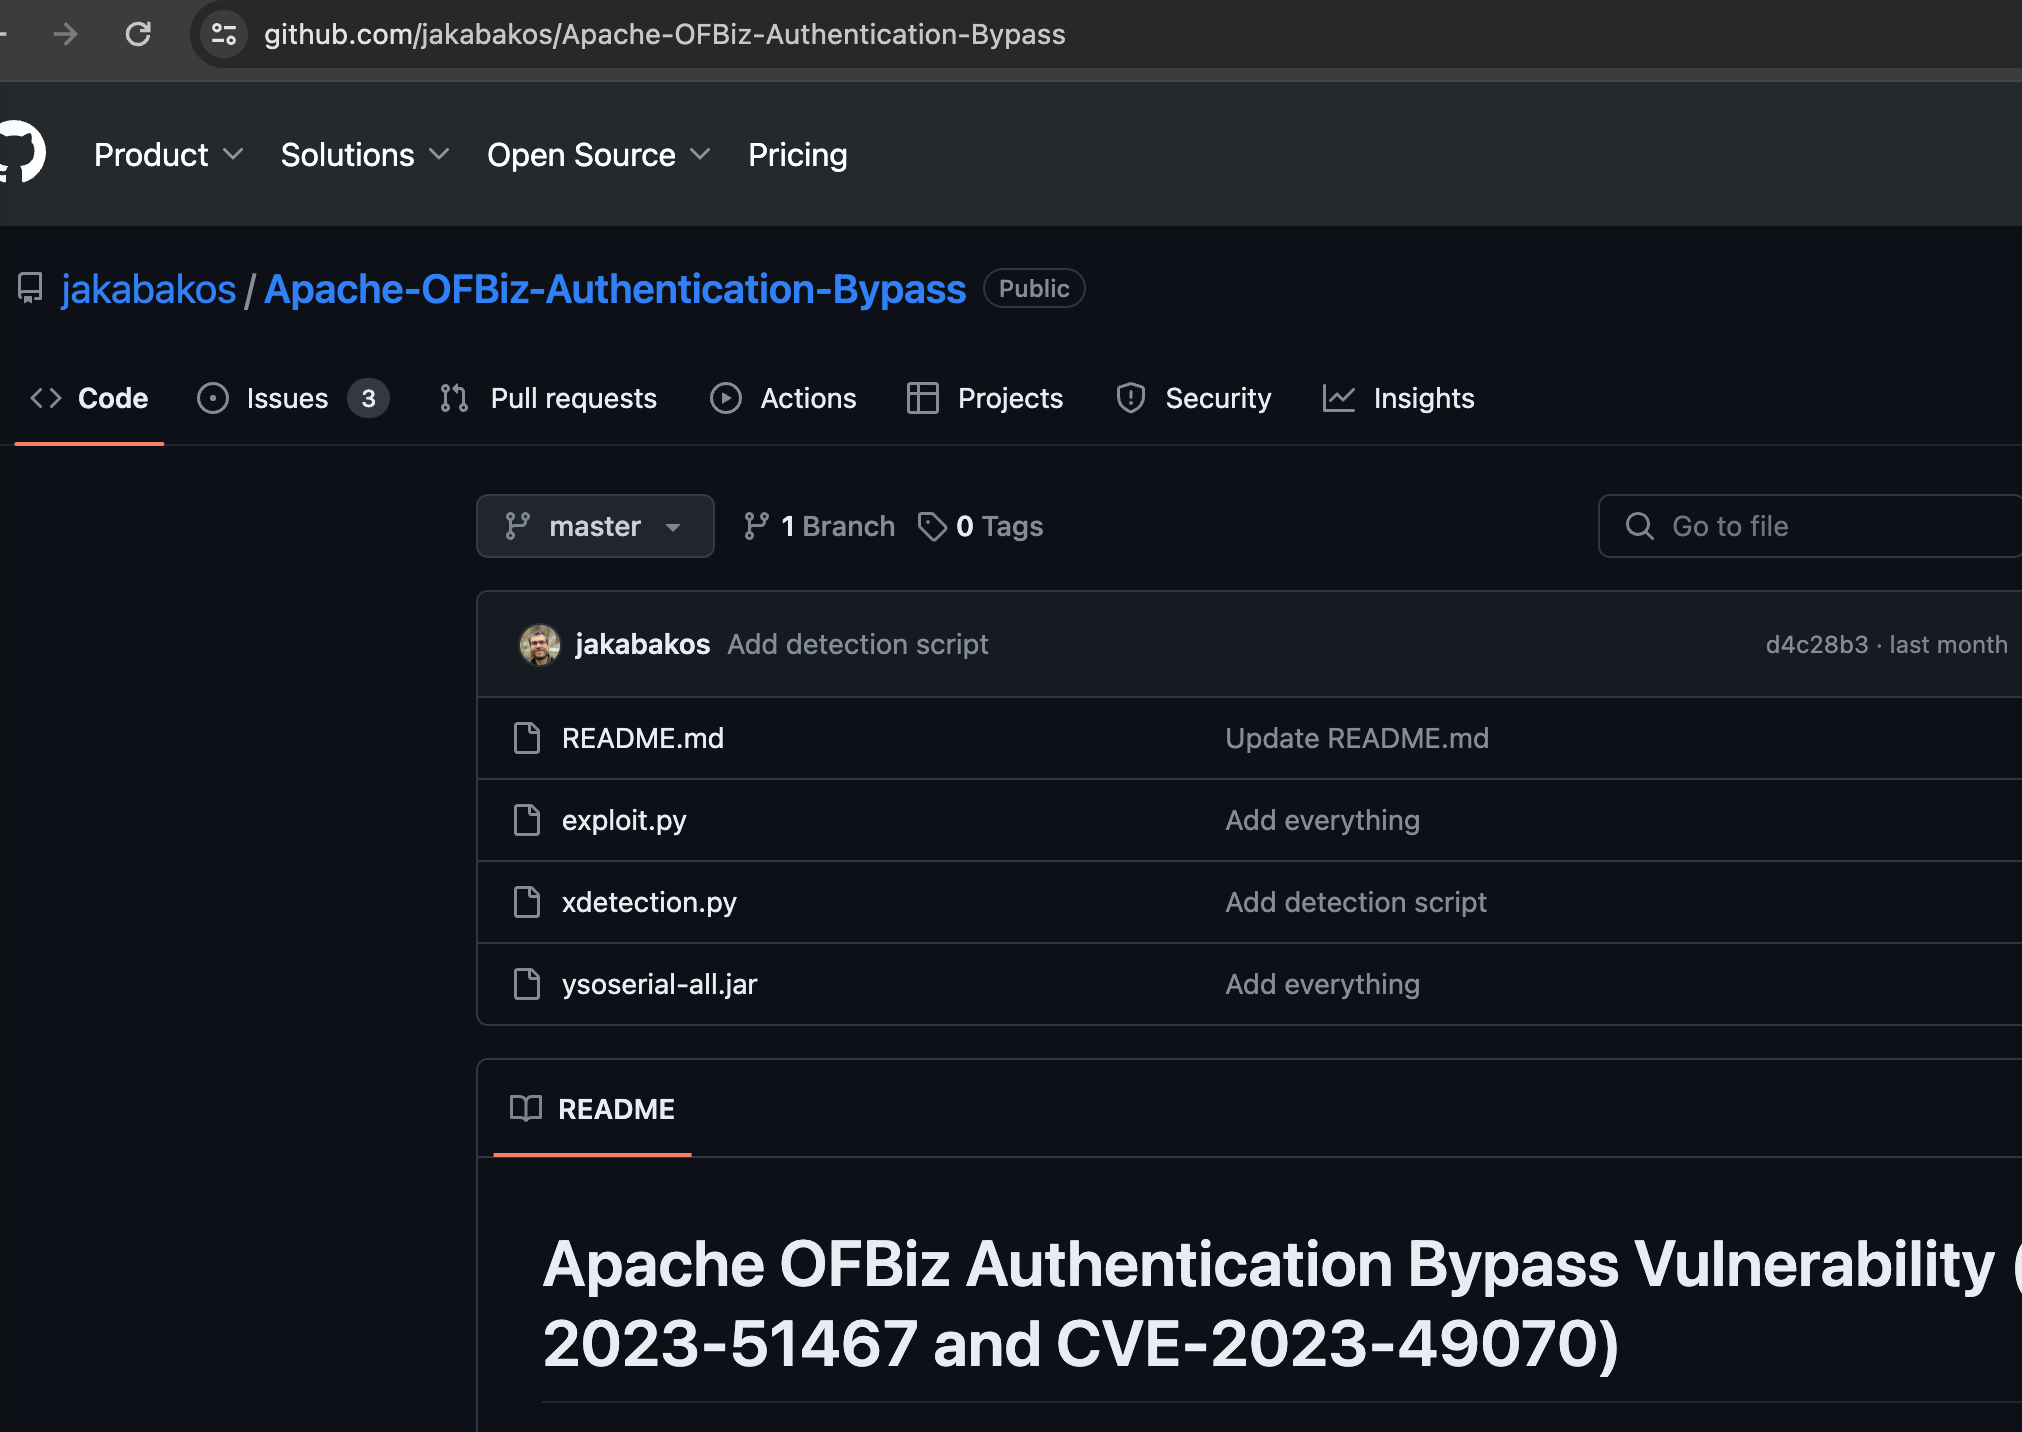 github.com/jakabakos/Apache-OFBiz-Authentication-Bypass
Product Solutions Open Source Pricing
jakabakos / Apache-OFBiz-Authentication-Bypass Public
Code Issues 3 Pull requests Actions Projects Security Insights
master 1 Branch 0 Tags Go to file
jakabakos Add detection script d4c28b3 · last month
README.md Update README.md
exploit.py Add everything
xdetection.py Add detection script
ysoserial-all.jar Add everything
README
Apache OFBiz Authentication Bypass Vulnerability (
2023-51467 and CVE-2023-49070)